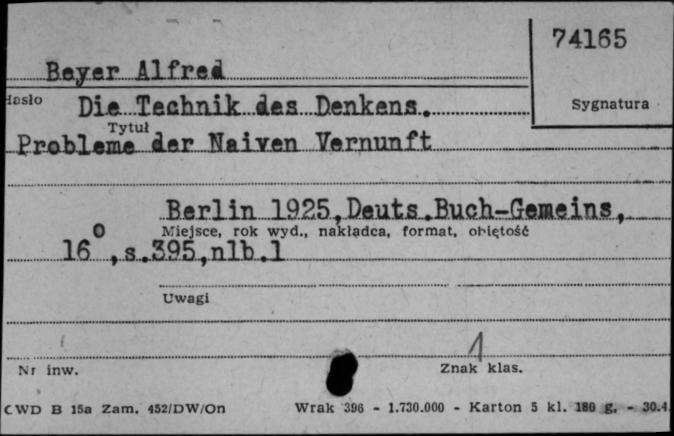 74165
Beyer Alfred
Hasło
Die Technik des Denkens.
Sygnatura
Tytuł
Probleme der Naiven Vernunft
Berlin 1925,Deuts.Buch-Gemeins,
Miejsce, rok wyd., nakładca, format, objętość
16⁰,s.395,nlb.1
Uwagi
1
Nr inw.
Znak klas.
CWD B 15a Zam. 452/DW/On Wrak 396 - 1.730.000 - Karton 5 kl. 180 g. - 30.4